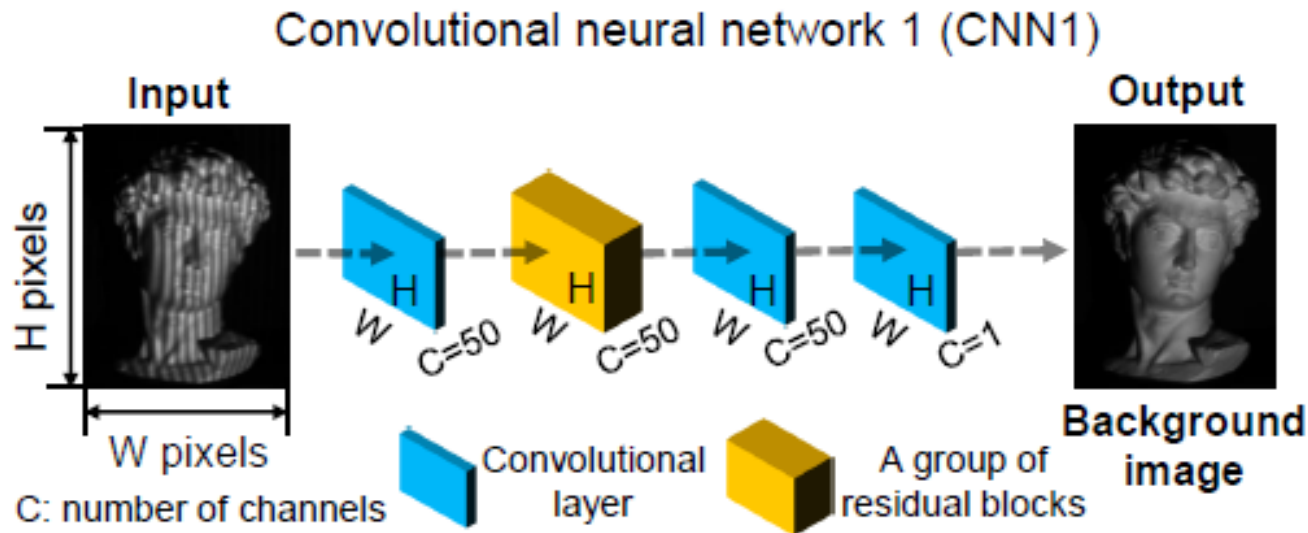 Convolutional neural network 1 (CNN1)
Input
Output
H pixels
W pixels
H
W
C=50
H
W
C=50
H
W
C=50
H
W
C=1
Background
image
C: number of channels
Convolutional
layer
A group of
residual blocks